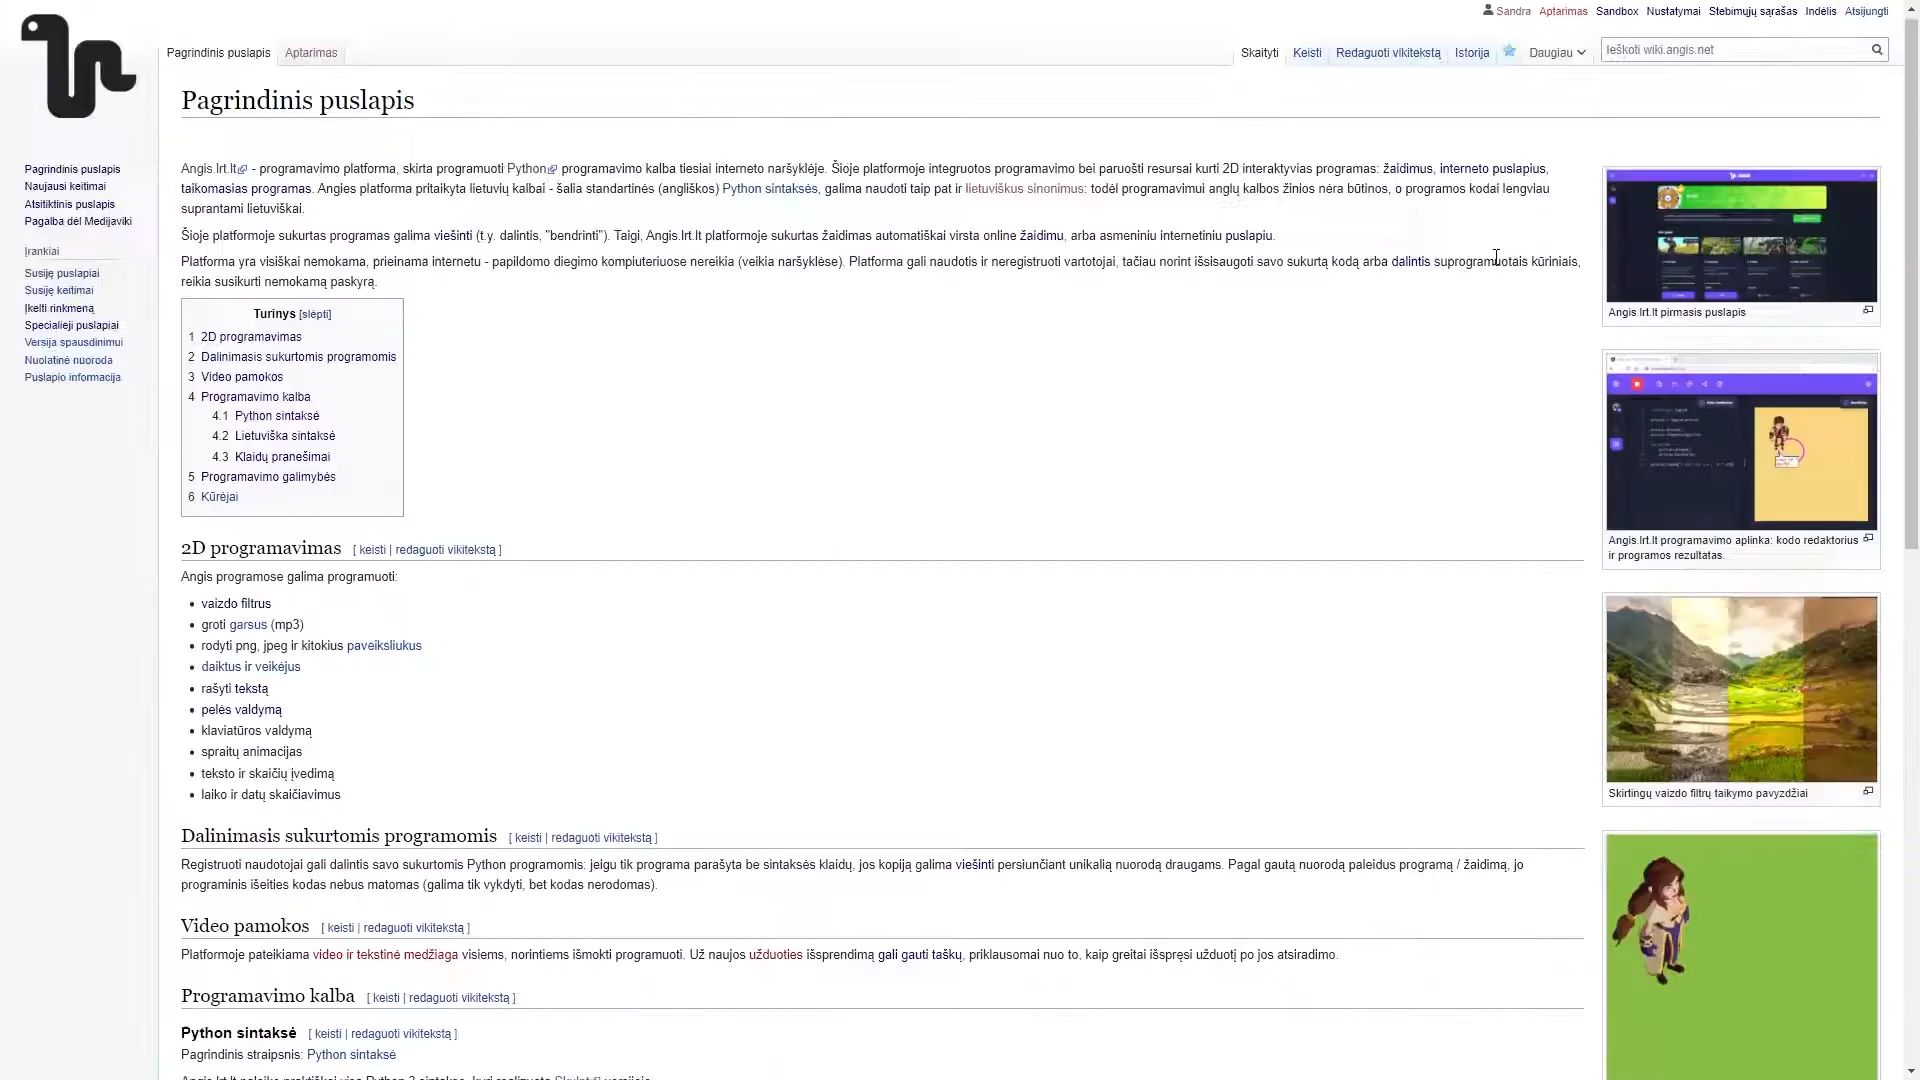 Sandra Aptarimas Sandbox Nustatymai Stebimųjų sąrašas Indėlis Atsijungti
Pagrindinis puslapis Aptarimas Skaityti Keisti Redaguoti vikitekstą Istorija Daugiau Ieškoti wiki.angis.net
Pagrindinis puslapis
Pagrindinis puslapis
Naujausi keitimai
Atsitiktinis puslapis
Pagalba dėl Medijaviki
Įrankiai
Susiję puslapiai
Susiję keitimai
Įkelti rinkmeną
Specialieji puslapiai
Versija spausdinimui
Nuolatinė nuoroda
Puslapio informacija
Angis.lrt.lt - programavimo platforma, skirta programuoti Python programavimo kalba tiesiai interneto naršyklėje. Šioje platformoje integruotos programavimo bei paruošti resursai kurti 2D interaktyvias programas: žaidimus, interneto puslapius,
taikomasias programas. Angies platforma pritaikyta lietuvių kalbai - šalia standartinės (angliškos) Python sintaksės, galima naudoti taip pat ir lietuviškus sinonimus: todėl programavimui anglų kalbos žinios nėra būtinos, o programos kodai lengviau
suprantami lietuviškai.
Šioje platformoje sukurtas programas galima viešinti (t.y. dalintis, "bendrinti"). Taigi, Angis.lrt.lt platformoje sukurtas žaidimas automatiškai virsta online žaidimu, arba asmeniniu internetiniu puslapiu.
Platforma yra visiškai nemokama, prieinama internetu - papildomo diegimo kompiuteriuose nereikia (veikia naršyklėse). Platforma gali naudotis ir neregistruoti vartotojai, tačiau norint išsisaugoti savo sukurtą kodą arba dalintis suprogramuotais kūriniais,
reikia susikurti nemokamą paskyrą.
Turinys [slėpti]
1 2D programavimas
2 Dalinimasis sukurtomis programomis
3 Video pamokos
4 Programavimo kalba
4.1 Python sintaksė
4.2 Lietuviška sintaksė
4.3 Klaidų pranešimai
5 Programavimo galimybės
6 Kūrėjai
2D programavimas [ keisti | redaguoti vikitekstą ]
Angis programose galima programuoti:
vaizdo filtrus
groti garsus (mp3)
rodyti png, jpeg ir kitokius paveiksliukus
daiktus ir veikėjus
rašyti tekstą
pelės valdymą
klaviatūros valdymą
spraitų animacijas
teksto ir skaičių įvedimą
laiko ir datų skaičiavimus
Dalinimasis sukurtomis programomis [ keisti | redaguoti vikitekstą ]
Registruoti naudotojai gali dalintis savo sukurtomis Python programomis: jeigu tik programa parašyta be sintaksės klaidų, jos kopiją galima viešinti persiunčiant unikalią nuorodą draugams. Pagal gautą nuorodą paleidus programą / žaidimą, jo
programinis išeities kodas nebus matomas (galima tik vykdyti, bet kodas nerodomas).
Video pamokos [ keisti | redaguoti vikitekstą ]
Platformoje pateikiama video ir tekstinė medžiaga visiems, norintiems išmokti programuoti. Už naujos užduoties išsprendimą gali gauti taškų, priklausomai nuo to, kaip greitai išspręsi užduotį po jos atsiradimo.
Programavimo kalba [ keisti | redaguoti vikitekstą ]
Python sintaksė [ keisti | redaguoti vikitekstą ]
Pagrindinis straipsnis: Python sintaksė
Angis.lrt.lt pirmasis puslapis
Angis.lrt.lt programavimo aplinka: kodo redaktorius
ir programos rezultatas.
Skirtingų vaizdo filtrų taikymo pavyzdžiai